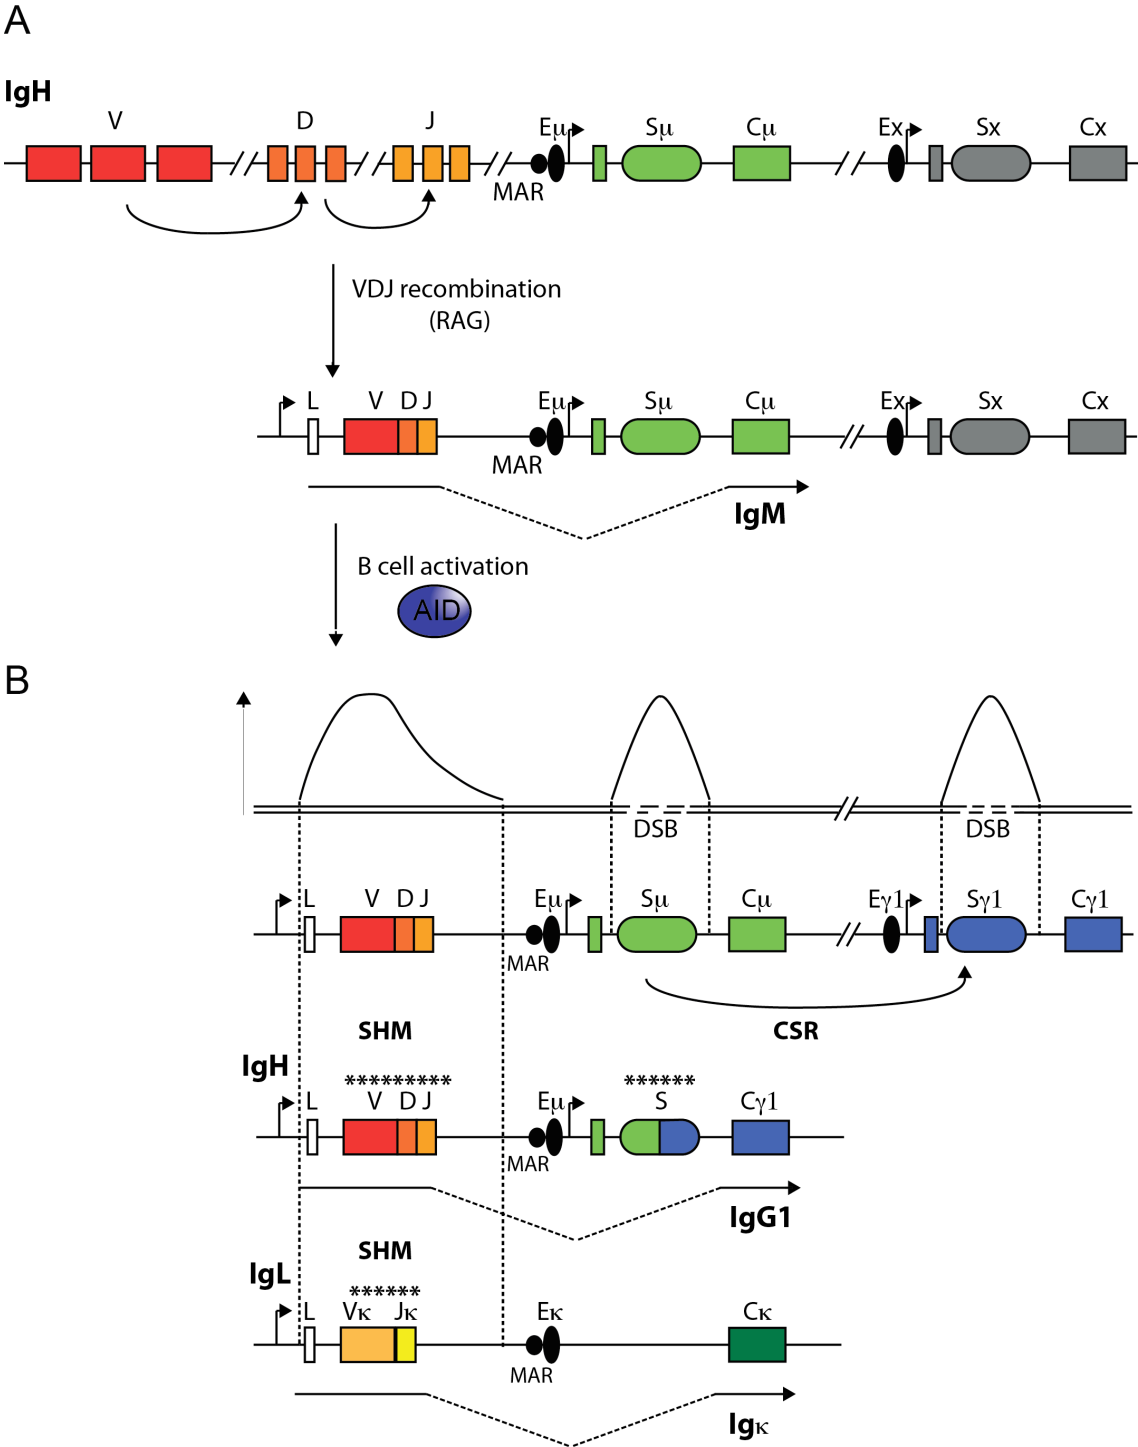 A
IgH
V D J Eμ Sμ Cμ Ex Sx Cx
MAR
VDJ recombination
(RAG)
L V D J Eμ Sμ Cμ Ex Sx Cx
MAR
IgM
B cell activation
AID
B
DSB DSB
L V D J Eμ Sμ Cμ Eγ1 Sγ1 Cγ1
MAR
SHM CSR
IgH
********* ******
L V D J Eμ S Cγ1
MAR
IgG1
SHM
IgL
******
L Vκ Jκ Eκ Cκ
MAR
Igκ